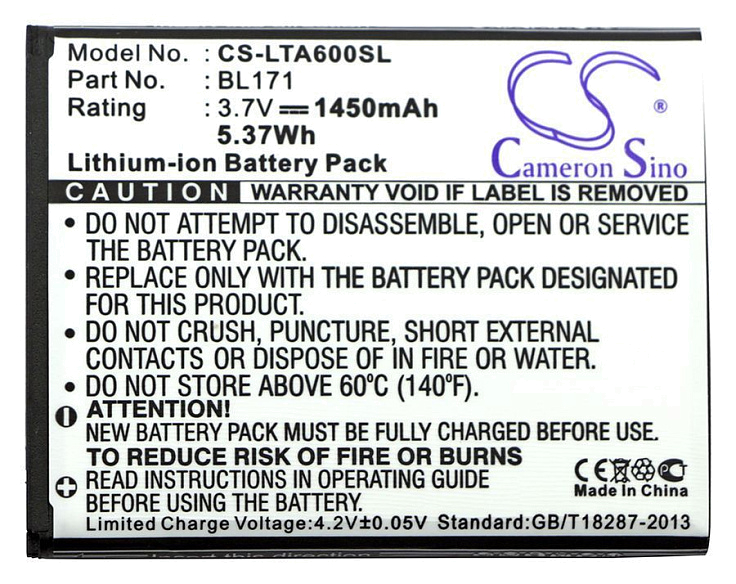 Model No. : CS-LTA600SL
Part No. : BL171
Rating : 3.7V 1450mAh
5.37Wh
Lithium-ion Battery Pack
CS ®
Cameron Sino
CAUTION WARRANTY VOID IF LABEL IS REMOVED
• DO NOT ATTEMPT TO DISASSEMBLE, OPEN OR SERVICE
THE BATTERY PACK.
• REPLACE ONLY WITH THE BATTERY PACK DESIGNATED
FOR THIS PRODUCT.
• DO NOT CRUSH, PUNCTURE, SHORT EXTERNAL
CONTACTS OR DISPOSE OF IN FIRE OR WATER.
• DO NOT STORE ABOVE 60ºC (140ºF).
ATTENTION!
NEW BATTERY PACK MUST BE FULLY CHARGED BEFORE USE.
TO REDUCE RISK OF FIRE OR BURNS
READ INSTRUCTIONS IN OPERATING GUIDE
BEFORE USING THE BATTERY.
CE
Made In China
Limited Charge Voltage:4.2V±0.05V Standard:GB/T18287-2013